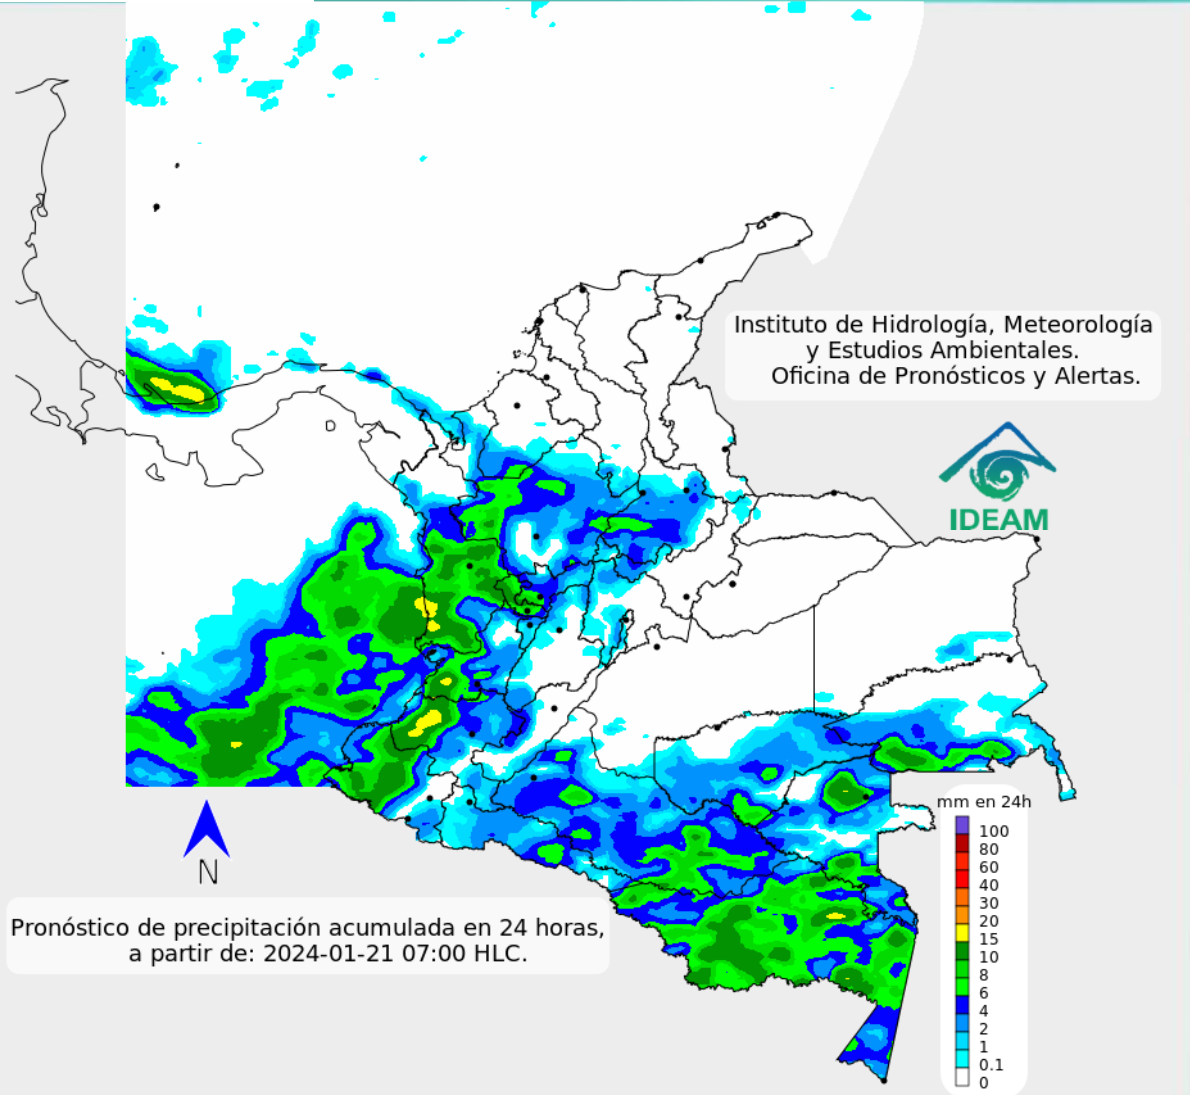 Instituto de Hidrología, Meteorología
y Estudios Ambientales.
Oficina de Pronósticos y Alertas.
IDEAM
mm en 24h
100
80
60
40
30
20
15
10
8
6
4
2
1
0.1
0
N
Pronóstico de precipitación acumulada en 24 horas,
a partir de: 2024-01-21 07:00 HLC.